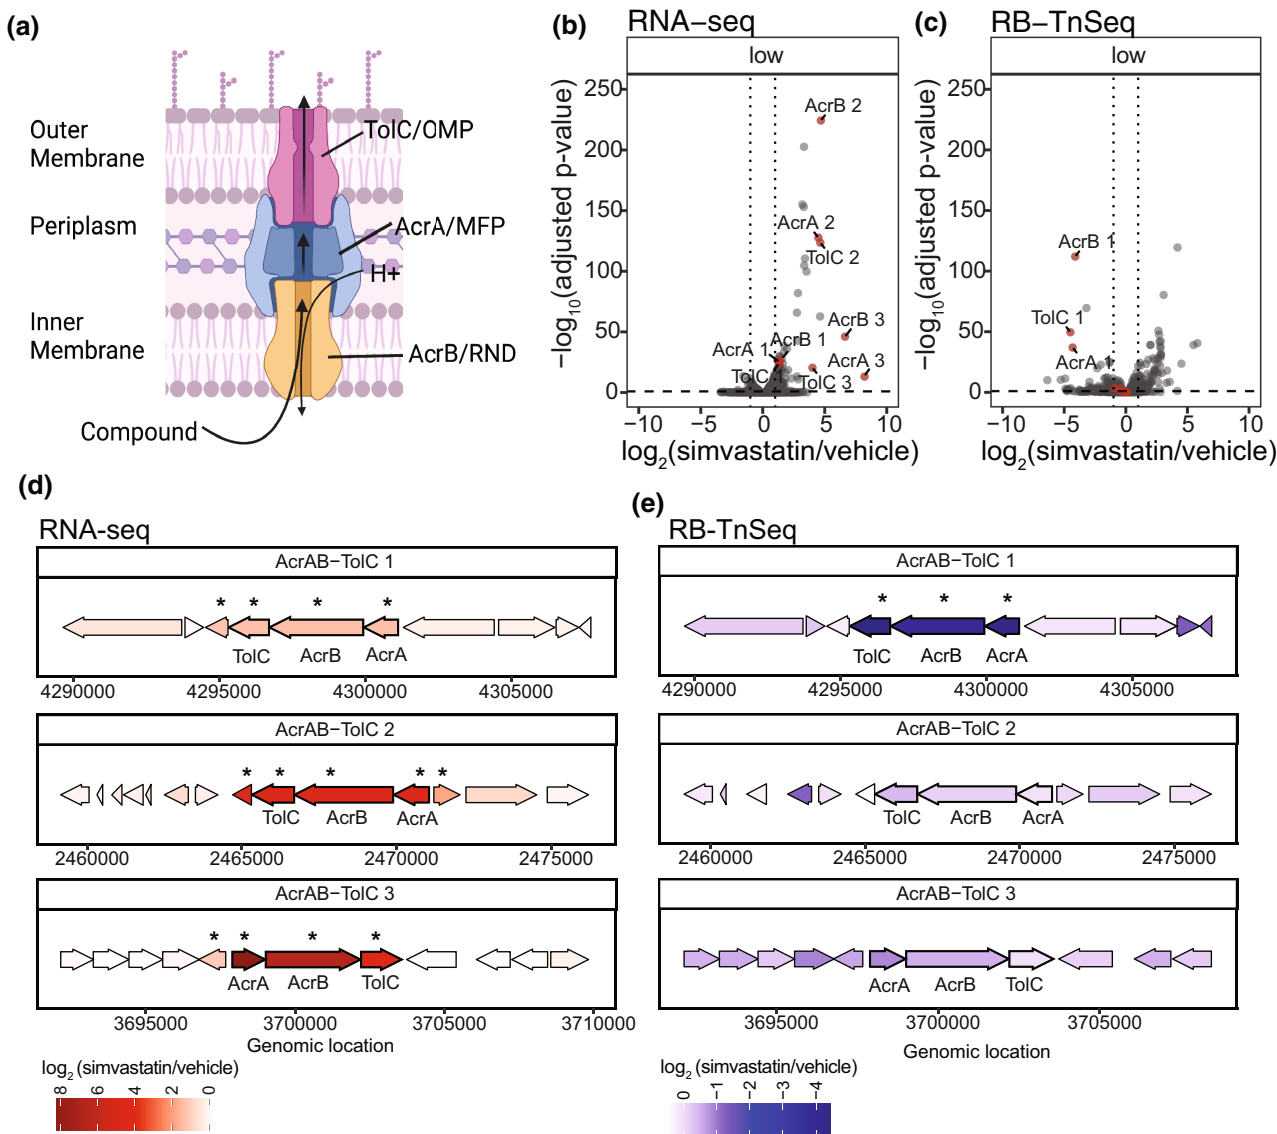 (a)
Outer
Membrane
Periplasm
Inner
Membrane
TolC/OMP
AcrA/MFP
H+
AcrB/RND
Compound
(b)
RNA−seq
low
−log10(adjusted p-value)
250
200
150
100
50
0
AcrB 2
AcrA 2
TolC 2
AcrB 3
AcrA 1
AcrB 1
AcrA 3
TolC 1
TolC 3
−10 −5 0 5 10
log2(simvastatin/vehicle)
(c)
RB−TnSeq
low
−log10(adjusted p-value)
250
200
150
100
50
0
AcrB 1
TolC 1
AcrA 1
−10 −5 0 5 10
log2(simvastatin/vehicle)
(d)
RNA-seq
AcrAB−TolC 1
* * * *
TolC AcrB AcrA
4290000 4295000 4300000 4305000
AcrAB−TolC 2
* * * * *
TolC AcrB AcrA
2460000 2465000 2470000 2475000
AcrAB−TolC 3
* * * *
AcrA AcrB TolC
3695000 3700000 3705000 3710000
Genomic location
log2 (simvastatin/vehicle)
8 6 4 2 0
(e)
RB-TnSeq
AcrAB−TolC 1
* * *
TolC AcrB AcrA
4290000 4295000 4300000 4305000
AcrAB−TolC 2
TolC AcrB AcrA
2460000 2465000 2470000 2475000
AcrAB−TolC 3
AcrA AcrB TolC
3695000 3700000 3705000
Genomic location
log2 (simvastatin/vehicle)
0 −1 −2 −3 −4